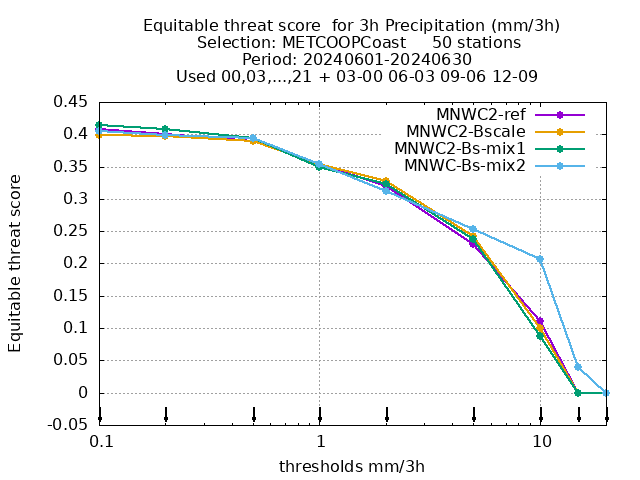 Equitable threat score  for 3h Precipitation (mm/3h)
Selection: METCOOPCoast     50 stations
Period: 20240601-20240630
Used 00,03,...,21 + 03-00 06-03 09-06 12-09
Equitable threat score
0.45
0.4
0.35
0.3
0.25
0.2
0.15
0.1
0.05
0
-0.05
MNWC2-ref
MNWC2-Bscale
MNWC2-Bs-mix1
MNWC-Bs-mix2
0.1 1 10
thresholds mm/3h